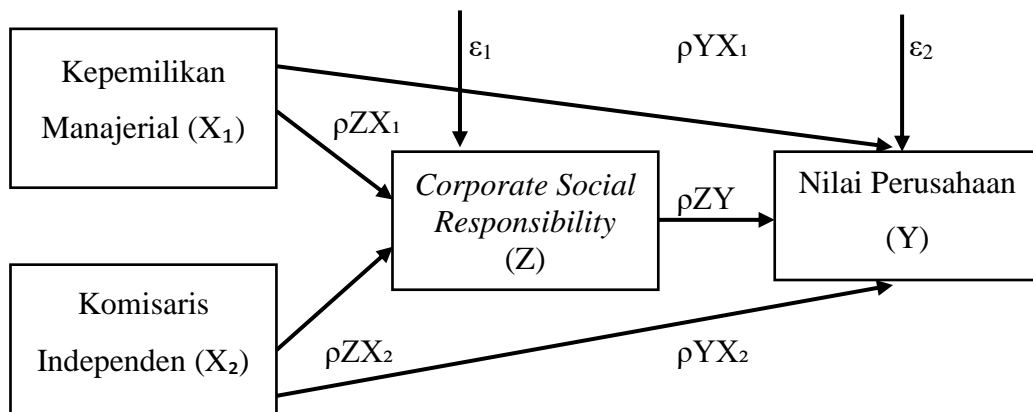 Kepemilikan
Manajerial (X₁)
ε₁
ρYX₁
ε₂
ρZX₁
Corporate Social
Responsibility
(Z)
ρZY
Nilai Perusahaan
(Y)
Komisaris
Independen (X₂)
ρZX₂
ρYX₂